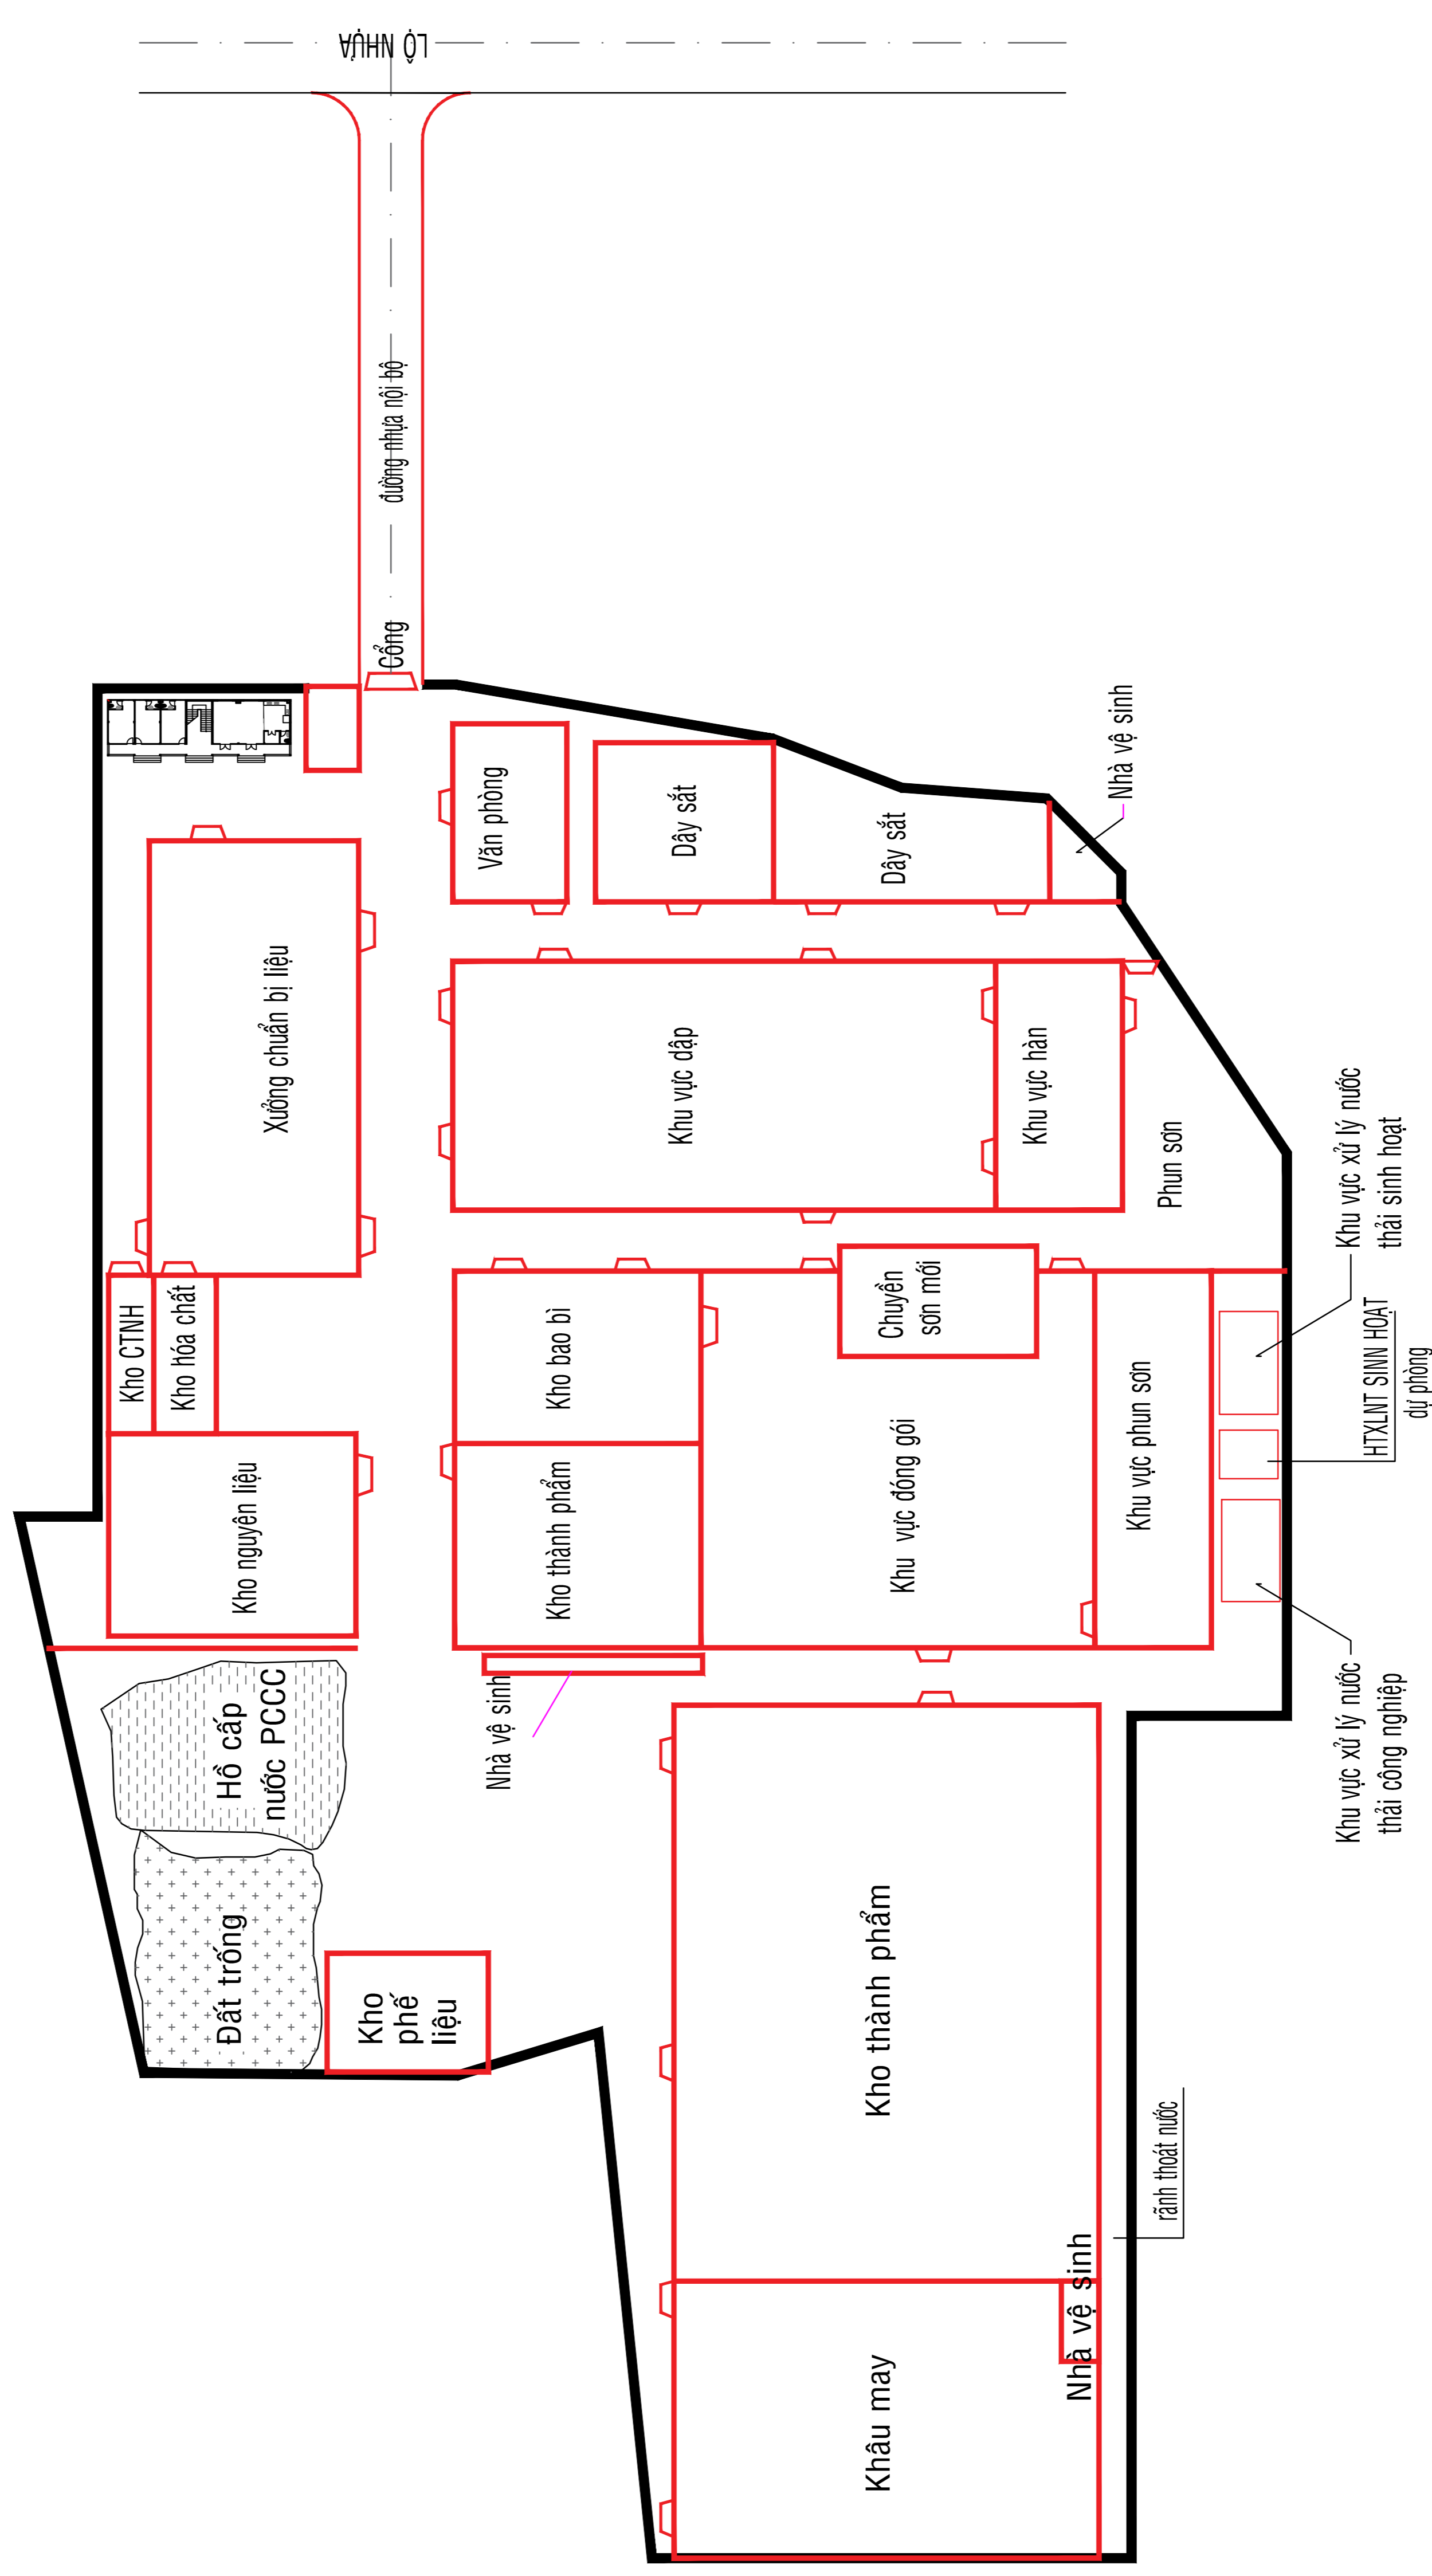 LỘ NHỰA
đường nhựa nội bộ
Cổng
Nhà vệ sinh
Văn phòng
Dây sắt
Dây sắt
Xưởng chuẩn bị liệu
Khu vực dập
Khu vực hàn
Phun sơn
Khu vực xử lý nước
thải sinh hoạt
Kho CTNH
Kho hóa chất
Kho bao bì
Chuyền
sơn mới
HTXLNT SINN HOẠT
dự phòng
Kho nguyên liệu
Kho thành phẩm
Khu vực đóng gói
Khu vực phun sơn
Hồ cấp
nước PCCC
Nhà vệ sinh
Khu vực xử lý nước
thải công nghiệp
Đất trống
Kho
phế
liệu
Kho thành phẩm
rãnh thoát nước
Nhà vệ sinh
Khâu may